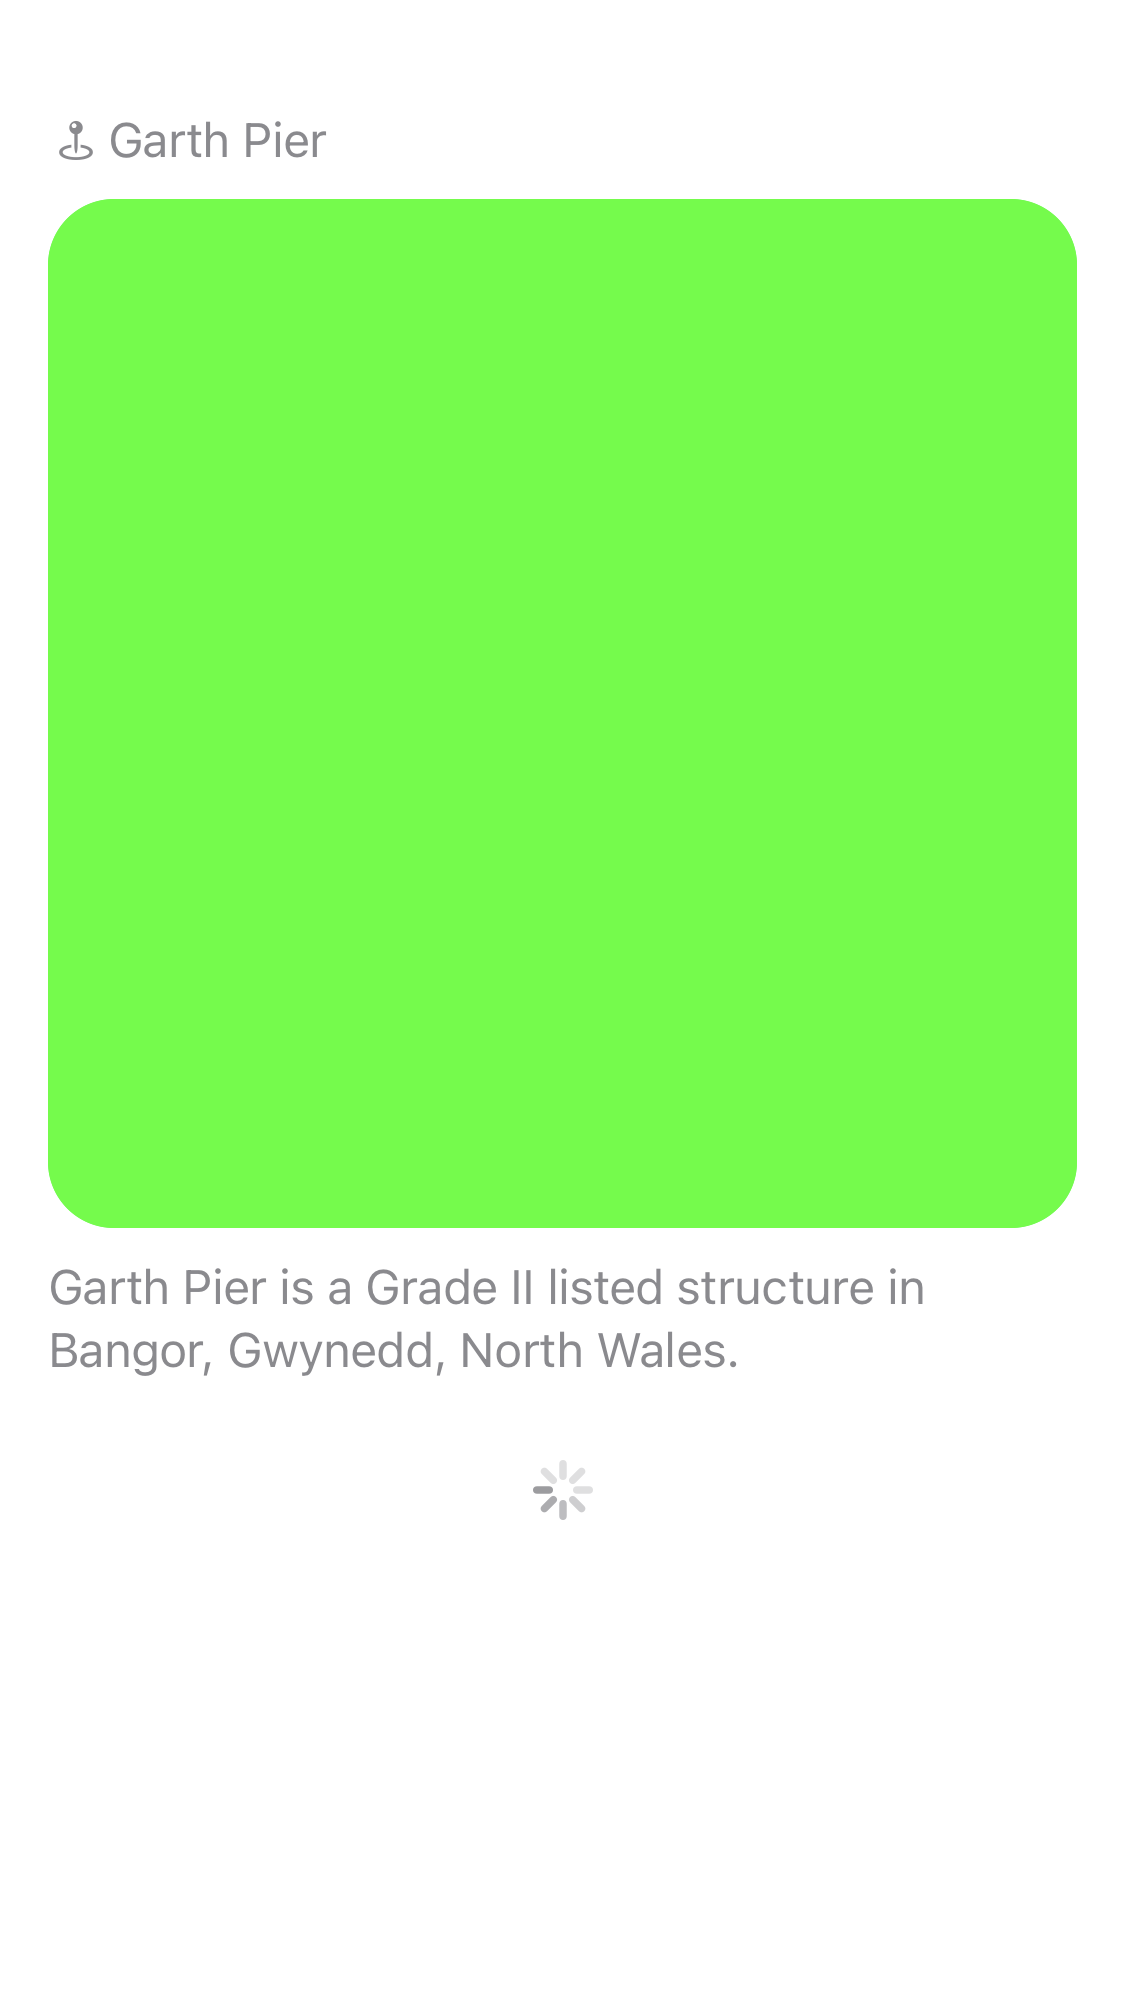 Garth Pier
Garth Pier is a Grade II listed structure in
Bangor, Gwynedd, North Wales.